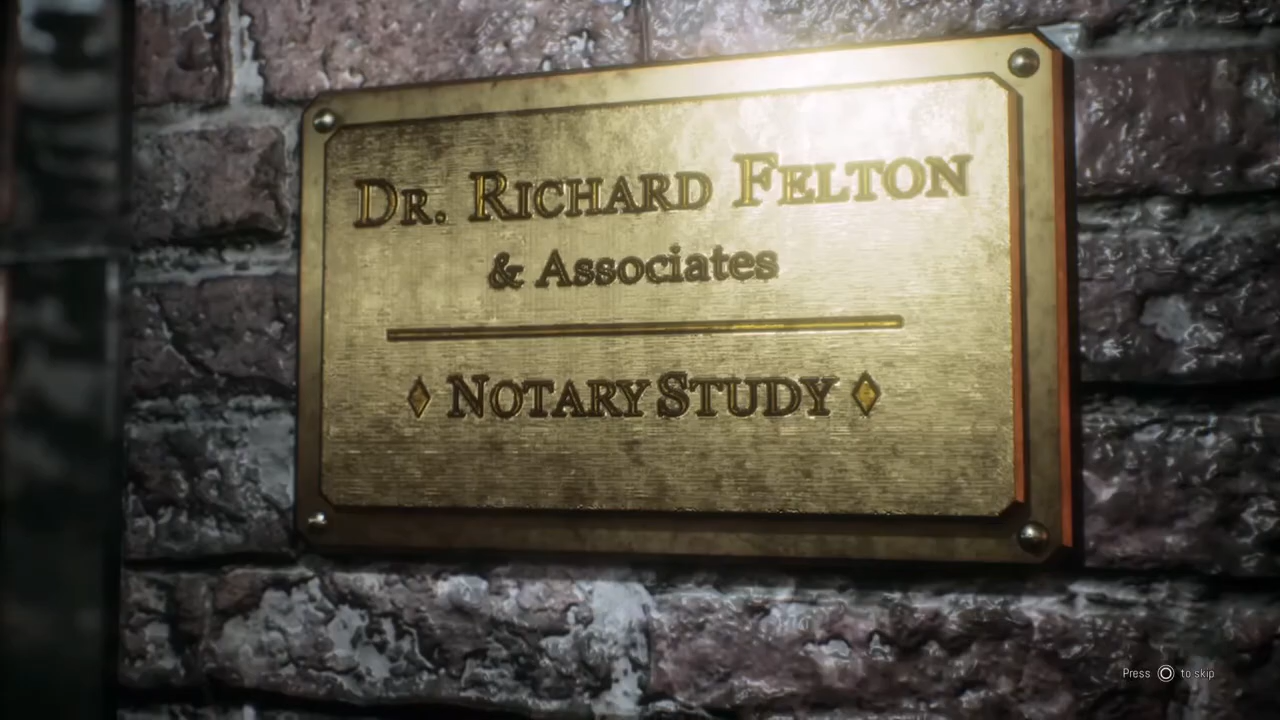 Dr. Richard Felton
& Associates
Notary Study
Press to skip